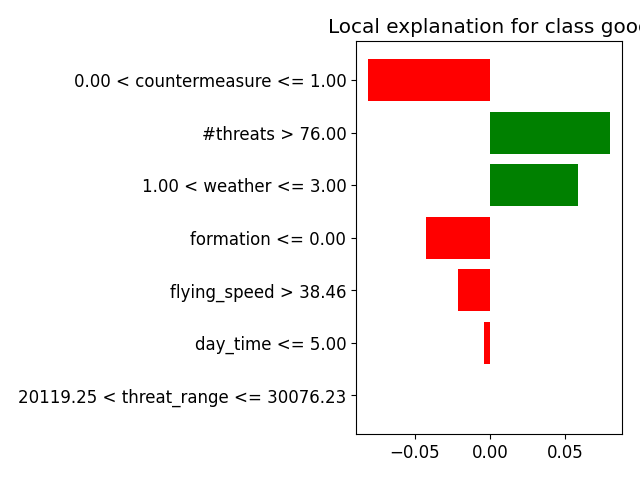 Local explanation for class good
0.00 < countermeasure <= 1.00
#threats > 76.00
1.00 < weather <= 3.00
formation <= 0.00
flying_speed > 38.46
day_time <= 5.00
20119.25 < threat_range <= 30076.23
−0.05 0.00 0.05